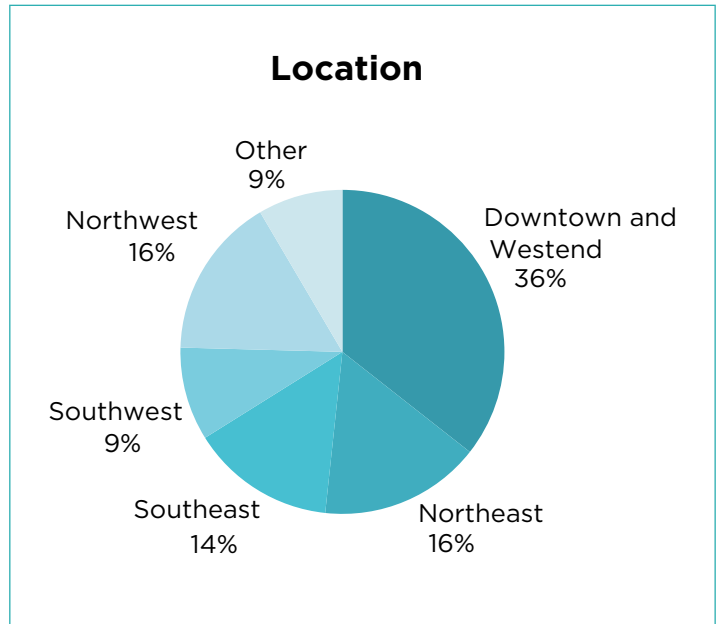 Location
Other
9%
Downtown and
Westend
36%
Northwest
16%
Southwest
9%
Southeast
14%
Northeast
16%